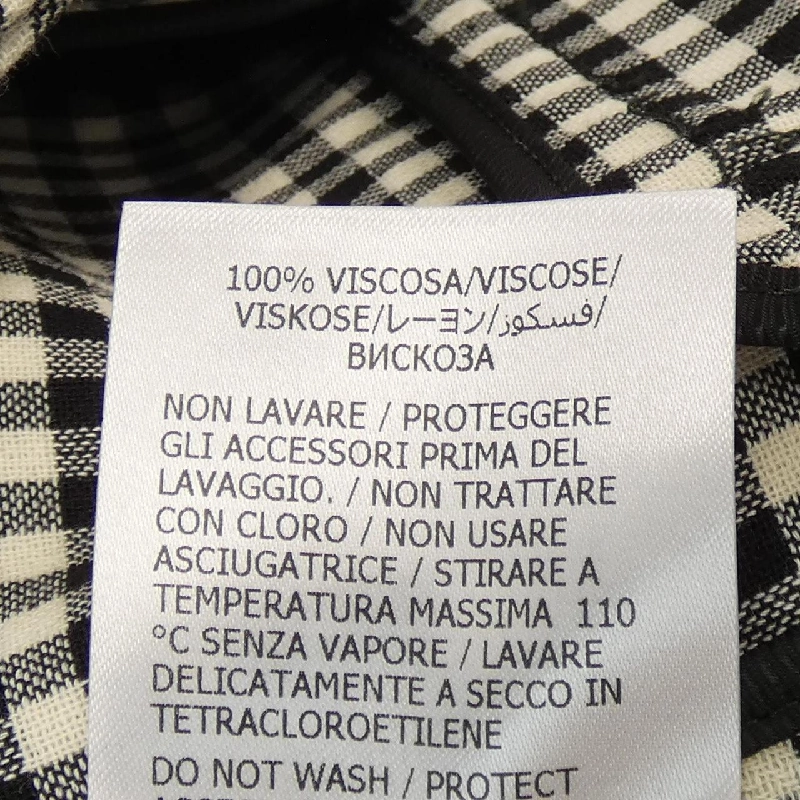 100% VISCOSA/VISCOSE/
VISKOSE/レーヨン/فسكوز/
ВИСКОЗА
NON LAVARE / PROTEGGERE
GLI ACCESSORI PRIMA DEL
LAVAGGIO. / NON TRATTARE
CON CLORO / NON USARE
ASCIUGATRICE / STIRARE A
TEMPERATURA MASSIMA 110
°C SENZA VAPORE / LAVARE
DELICATAMENTE A SECCO IN
TETRACLOROETILENE
DO NOT WASH / PROTECT